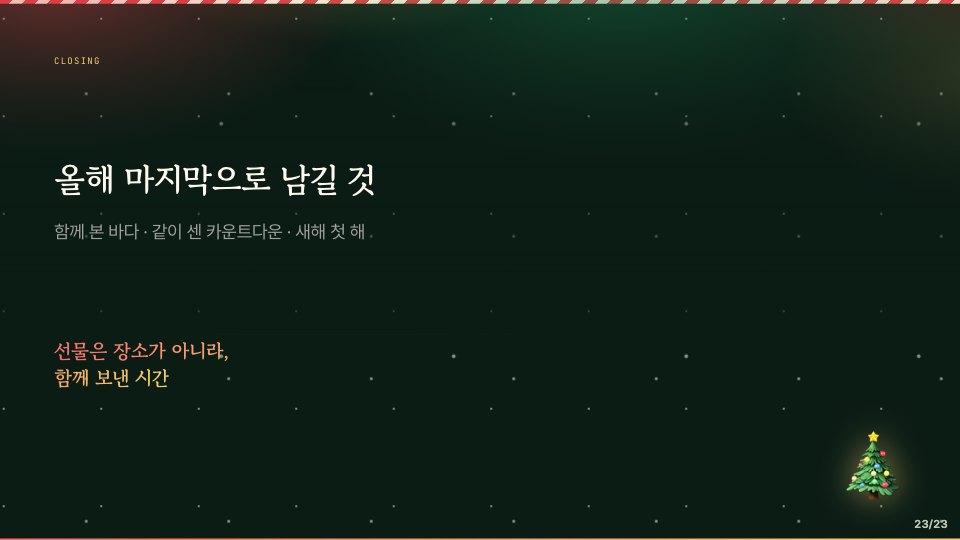 CLOSING
올해 마지막으로 남길 것
함께 본 바다 · 같이 센 카운트다운 · 새해 첫 해
선물은 장소가 아니라,
함께 보낸 시간
23/23